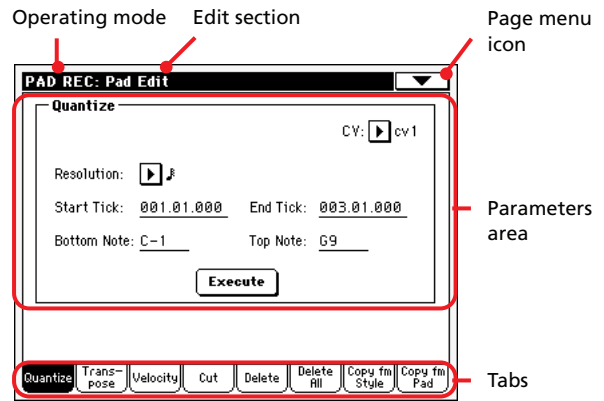 Operating mode
Edit section
Page menu
icon
PAD REC: Pad Edit
Quantize
CV: cv1
Resolution:
Start Tick: 001.01.000 End Tick: 003.01.000
Bottom Note: C-1 Top Note: G9
Execute
Parameters
area
Quantize Trans-pose Velocity Cut Delete Delete All Copy fm Style Copy fm Pad
Tabs